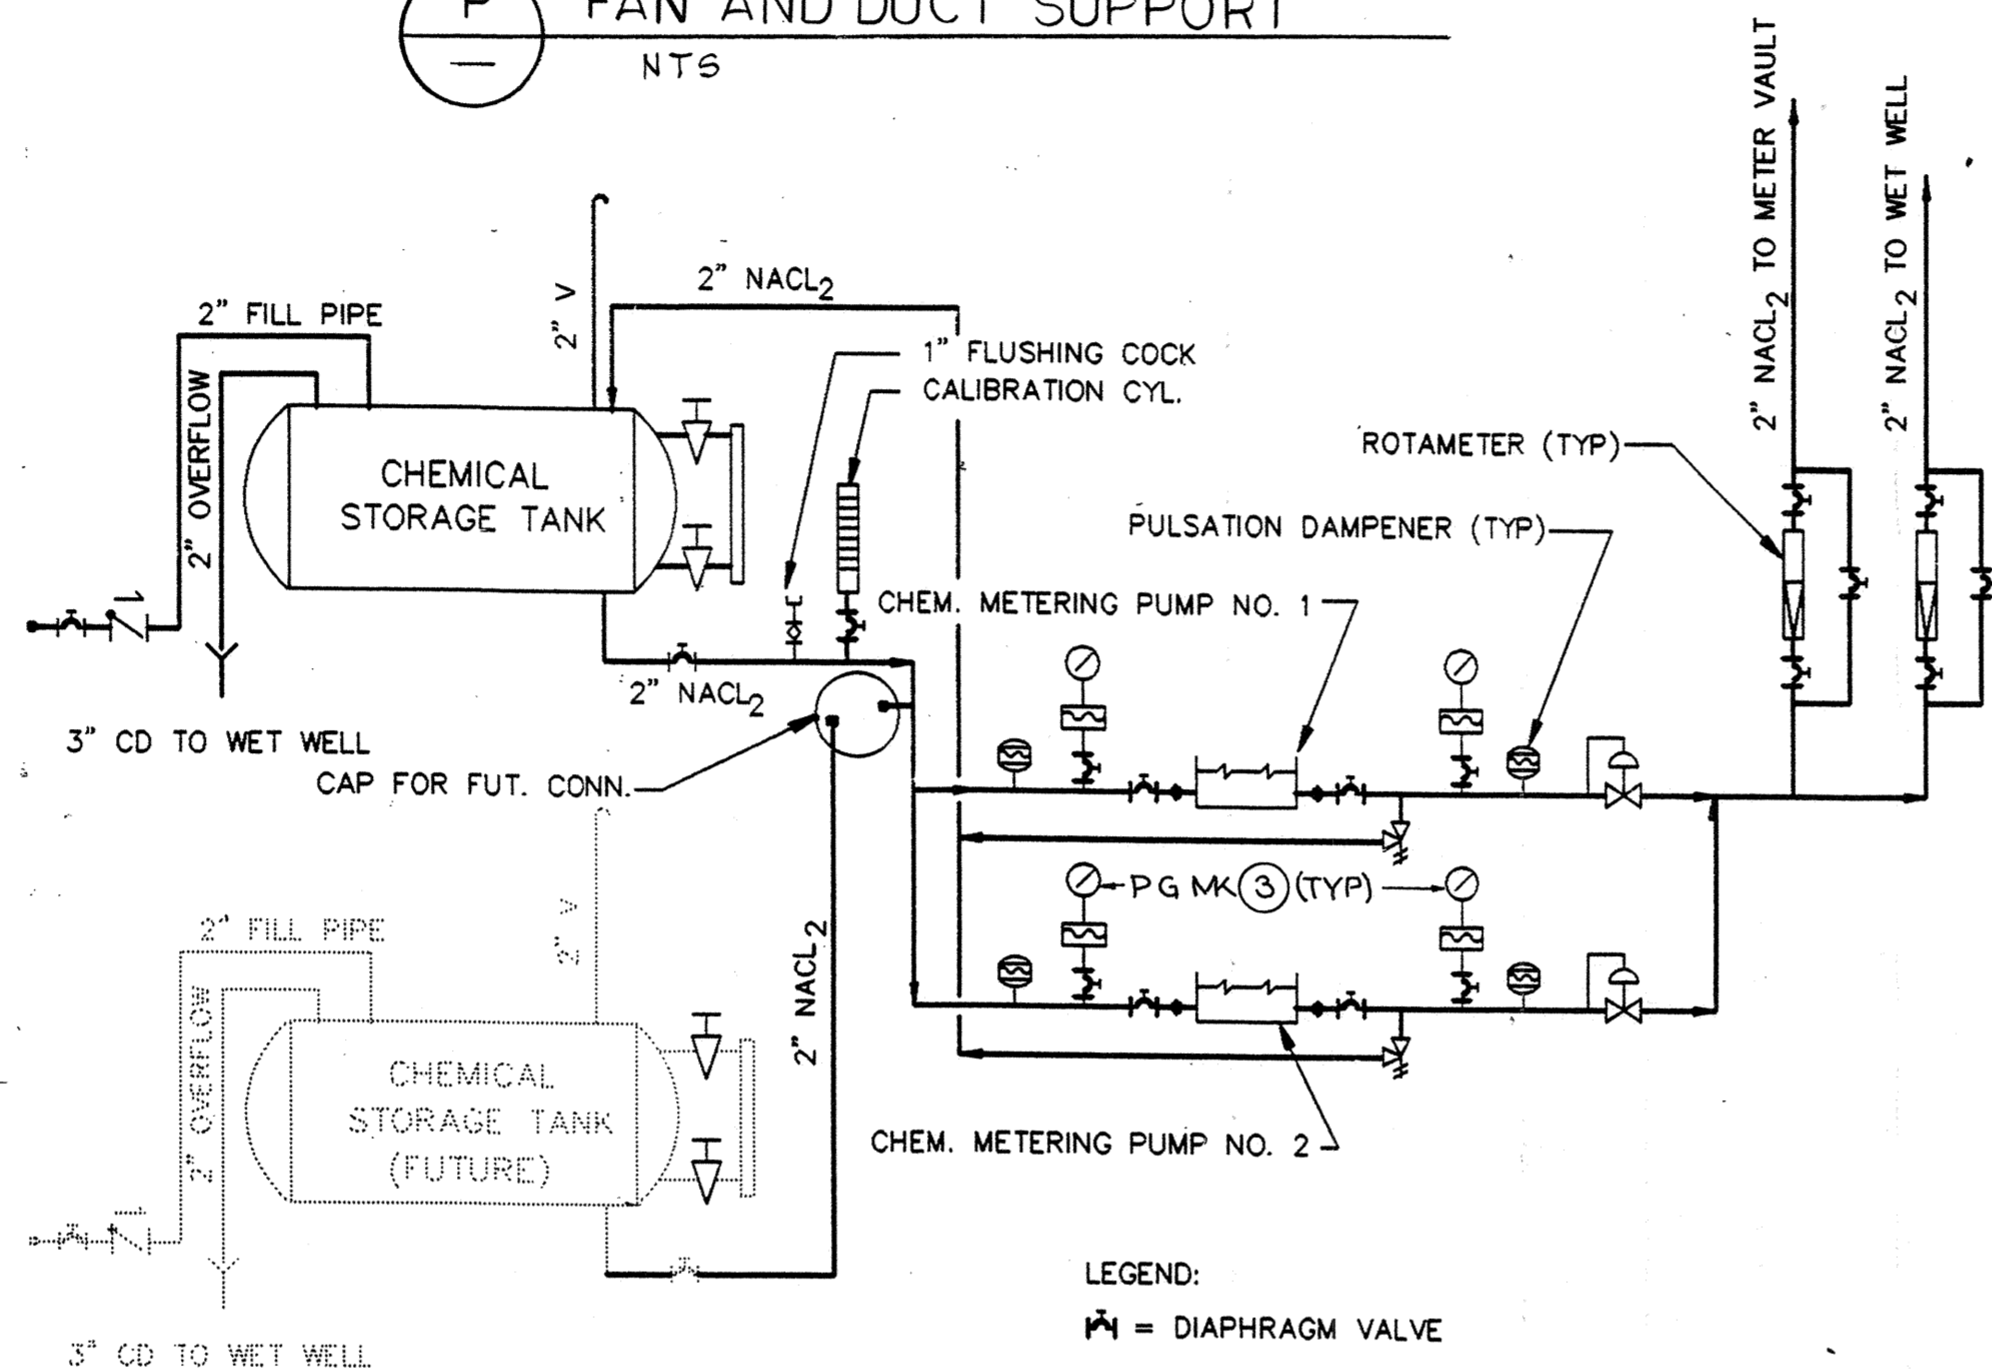 FAN AND DUCT SUPPORT
NTS
2" NACL2 TO METER VAULT
2" NACL2 TO WET WELL
2" V
2" NACL2
2" FILL PIPE
2" OVERFLOW
1" FLUSHING COCK
CALIBRATION CYL.
CHEMICAL
STORAGE TANK
ROTAMETER (TYP)
PULSATION DAMPENER (TYP)
CHEM. METERING PUMP NO. 1
2" NACL2
3" CD TO WET WELL
CAP FOR FUT. CONN.
PG MK 3 (TYP)
2" FILL PIPE
2" V
2" OVERFLOW
2" NACL2
CHEMICAL
STORAGE TANK
(FUTURE)
CHEM. METERING PUMP NO. 2
LEGEND:
= DIAPHRAGM VALVE
3" CD TO WET WELL